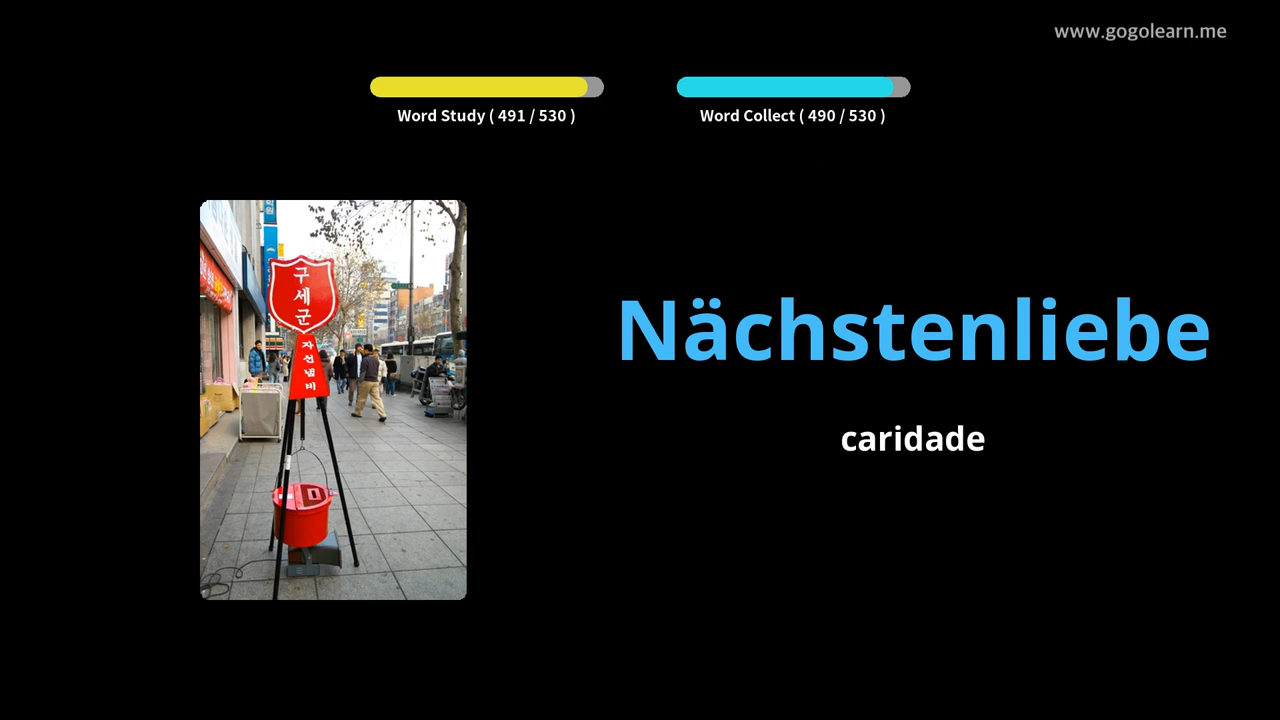 www.gogolearn.me
Word Study ( 491 / 530 )
Word Collect ( 490 / 530 )
구세군
자선냄비
Nächstenliebe
caridade